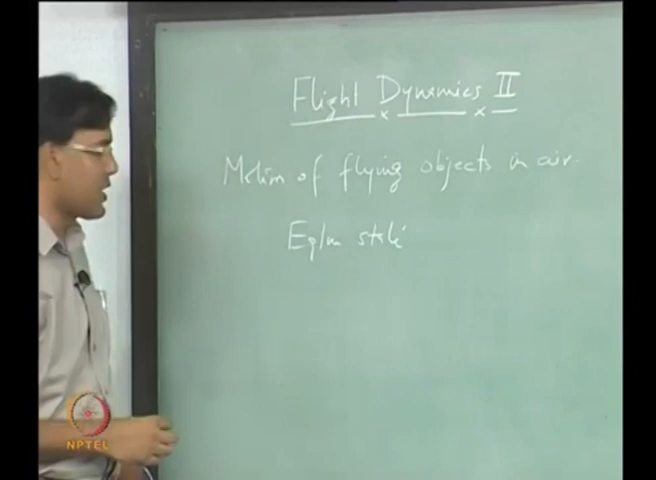 Flight Dynamics II
Motion of flying objects in air.
Eqlm state
NPTEL